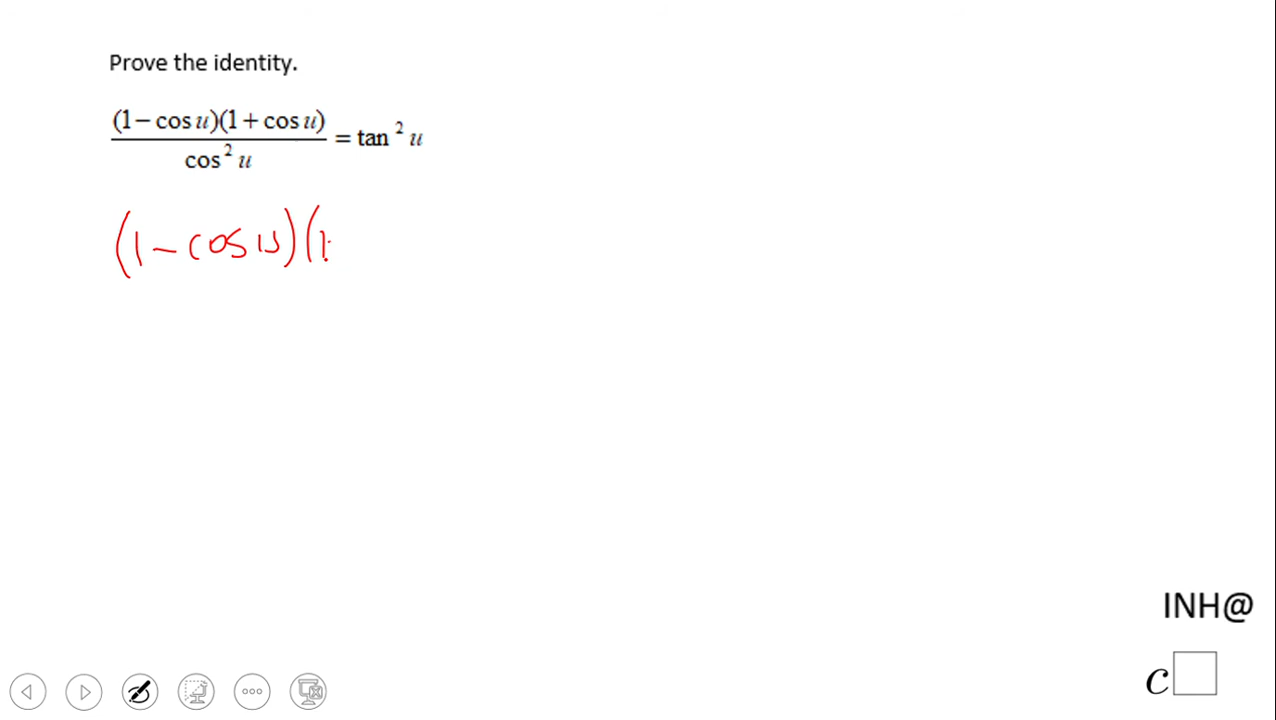 Prove the identity.
(1 − cos u)(1 + cos u)
cos² u
= tan² u
(1 − cos u)(1
INH@
c